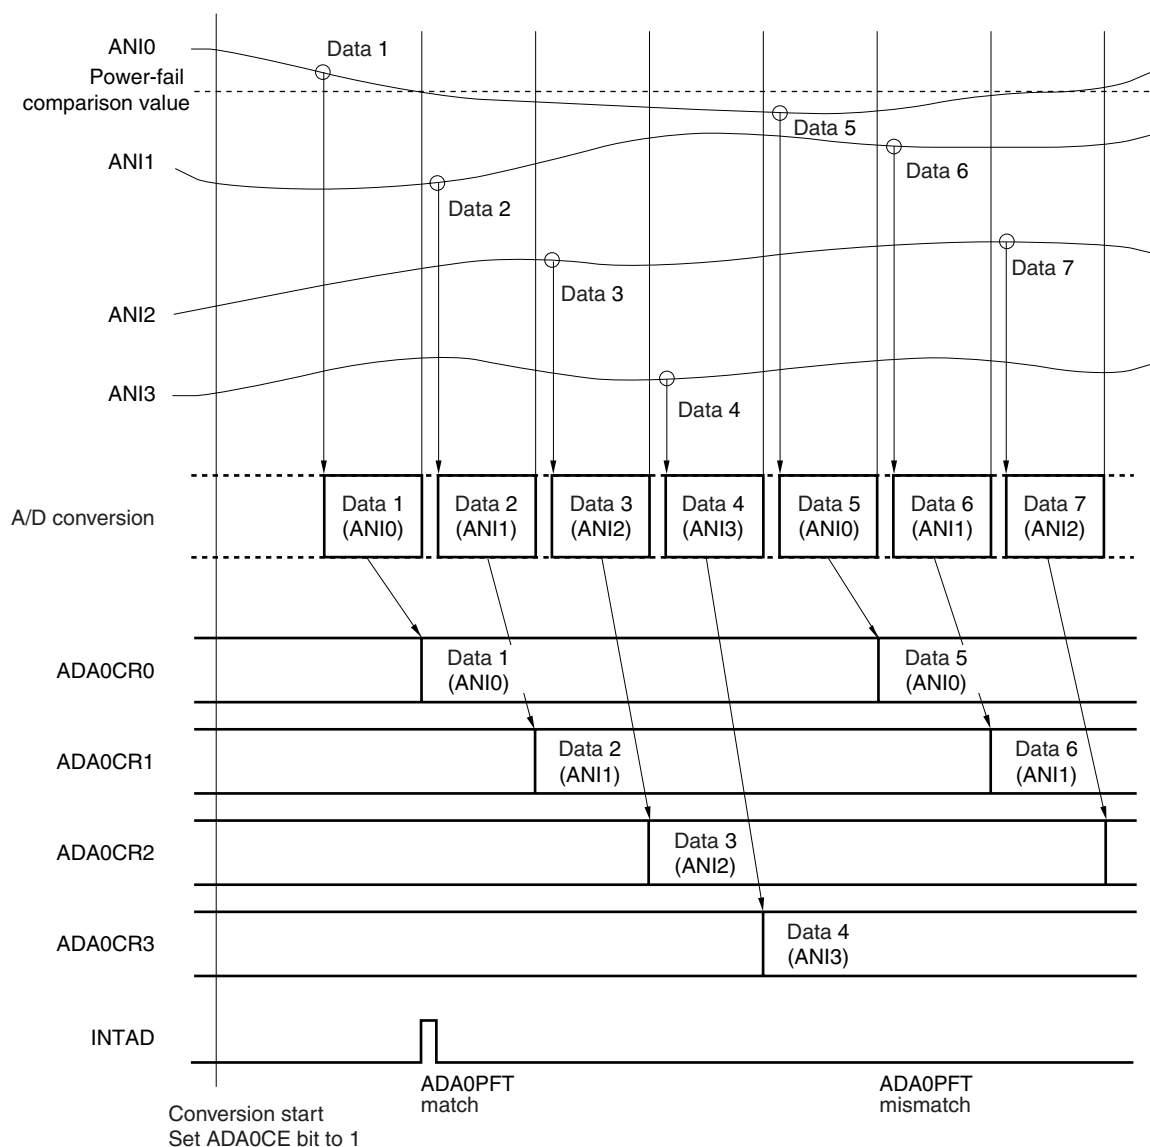 ANI0
Data 1
Power-fail
comparison value
Data 5
ANI1
Data 6
Data 2
Data 7
Data 3
ANI2
ANI3
Data 4
A/D conversion
Data 1
(ANI0)
Data 2
(ANI1)
Data 3
(ANI2)
Data 4
(ANI3)
Data 5
(ANI0)
Data 6
(ANI1)
Data 7
(ANI2)
ADA0CR0
Data 1
(ANI0)
Data 5
(ANI0)
ADA0CR1
Data 2
(ANI1)
Data 6
(ANI1)
ADA0CR2
Data 3
(ANI2)
ADA0CR3
Data 4
(ANI3)
INTAD
ADA0PFT
match
ADA0PFT
mismatch
Conversion start
Set ADA0CE bit to 1